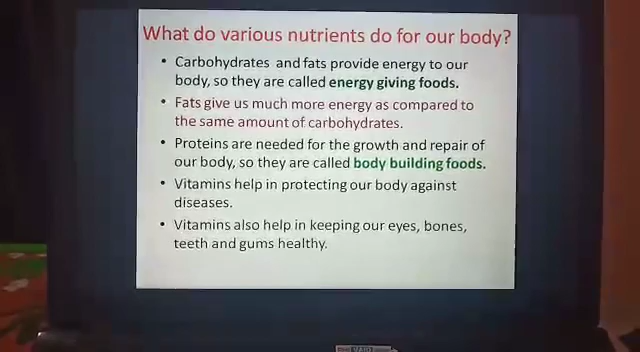 What do various nutrients do for our body?
• Carbohydrates and fats provide energy to our
body, so they are called energy giving foods.
• Fats give us much more energy as compared to
the same amount of carbohydrates.
• Proteins are needed for the growth and repair of
our body, so they are called body building foods.
• Vitamins help in protecting our body against
diseases.
• Vitamins also help in keeping our eyes, bones,
teeth and gums healthy.